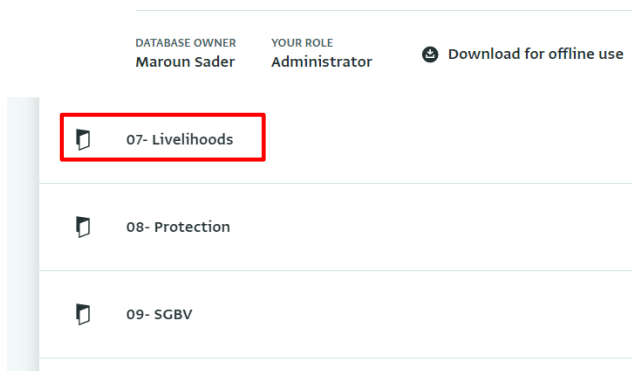 DATABASE OWNER YOUR ROLE
Maroun Sader Administrator Download for offline use
07- Livelihoods
08- Protection
09- SGBV